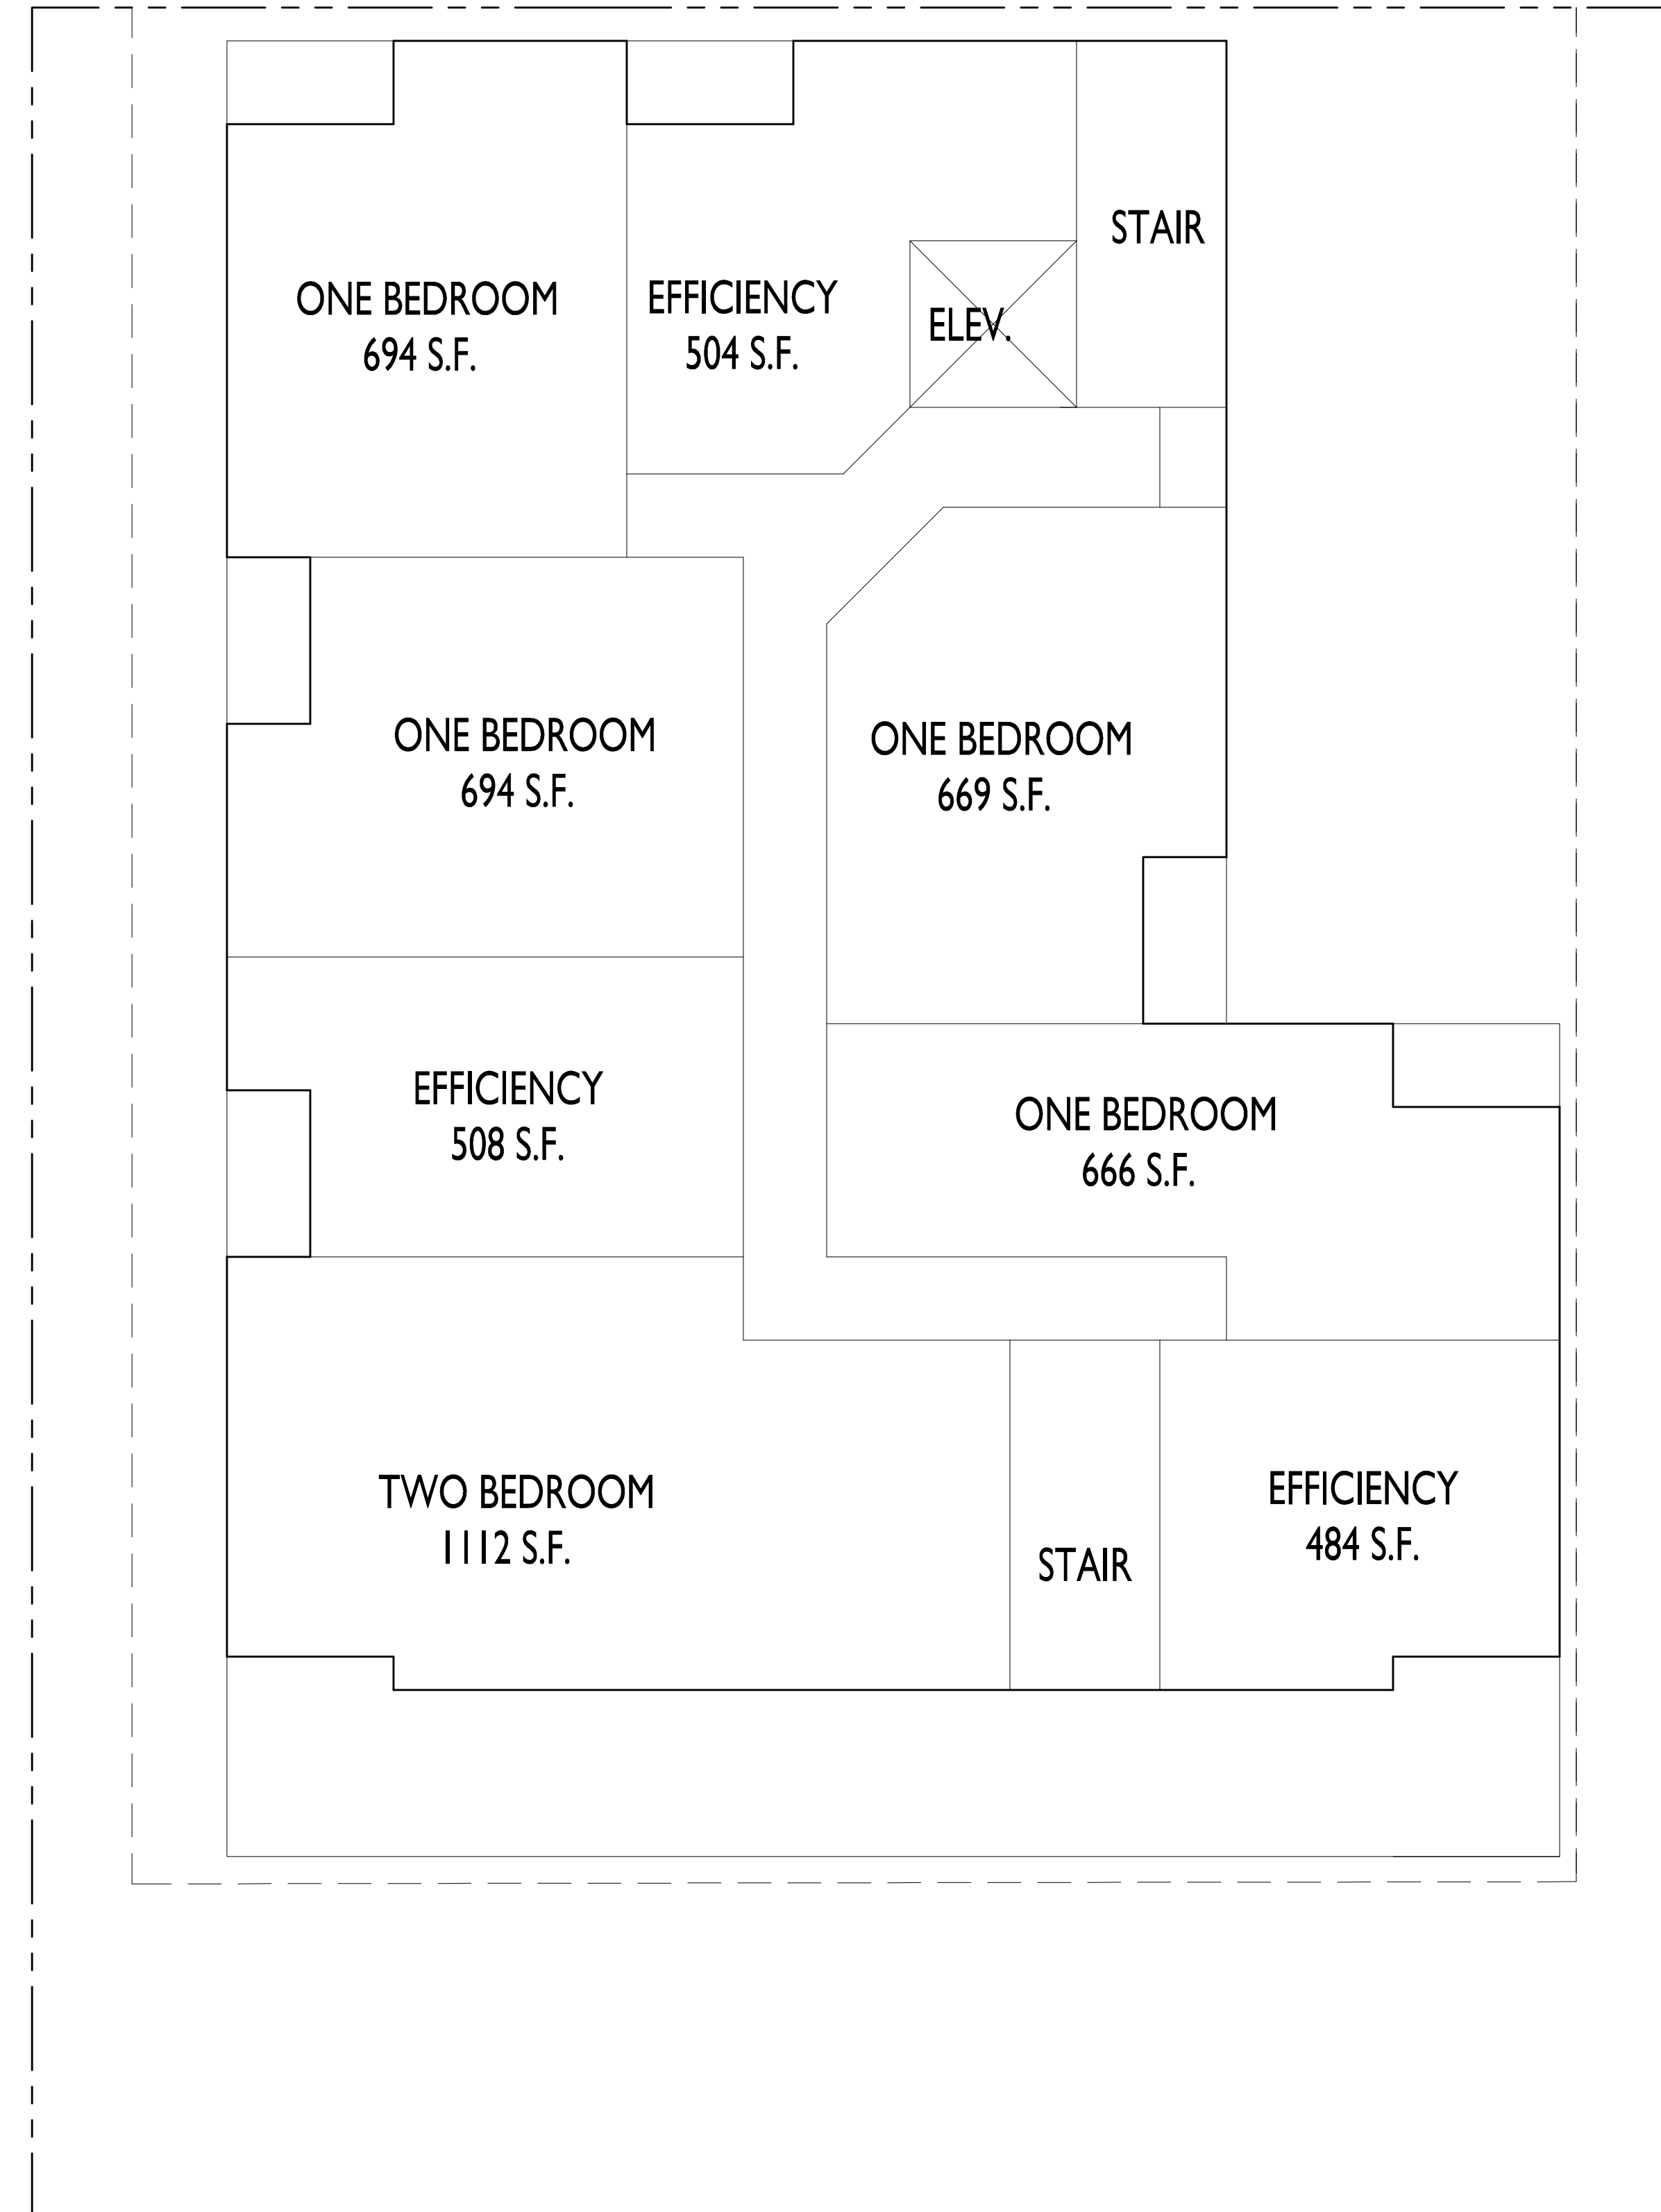 STAIR
ONE BEDROOM
694 S.F.
EFFICIENCY
504 S.F.
ELEV.
ONE BEDROOM
694 S.F.
ONE BEDROOM
669 S.F.
EFFICIENCY
508 S.F.
ONE BEDROOM
666 S.F.
TWO BEDROOM
1112 S.F.
STAIR
EFFICIENCY
484 S.F.